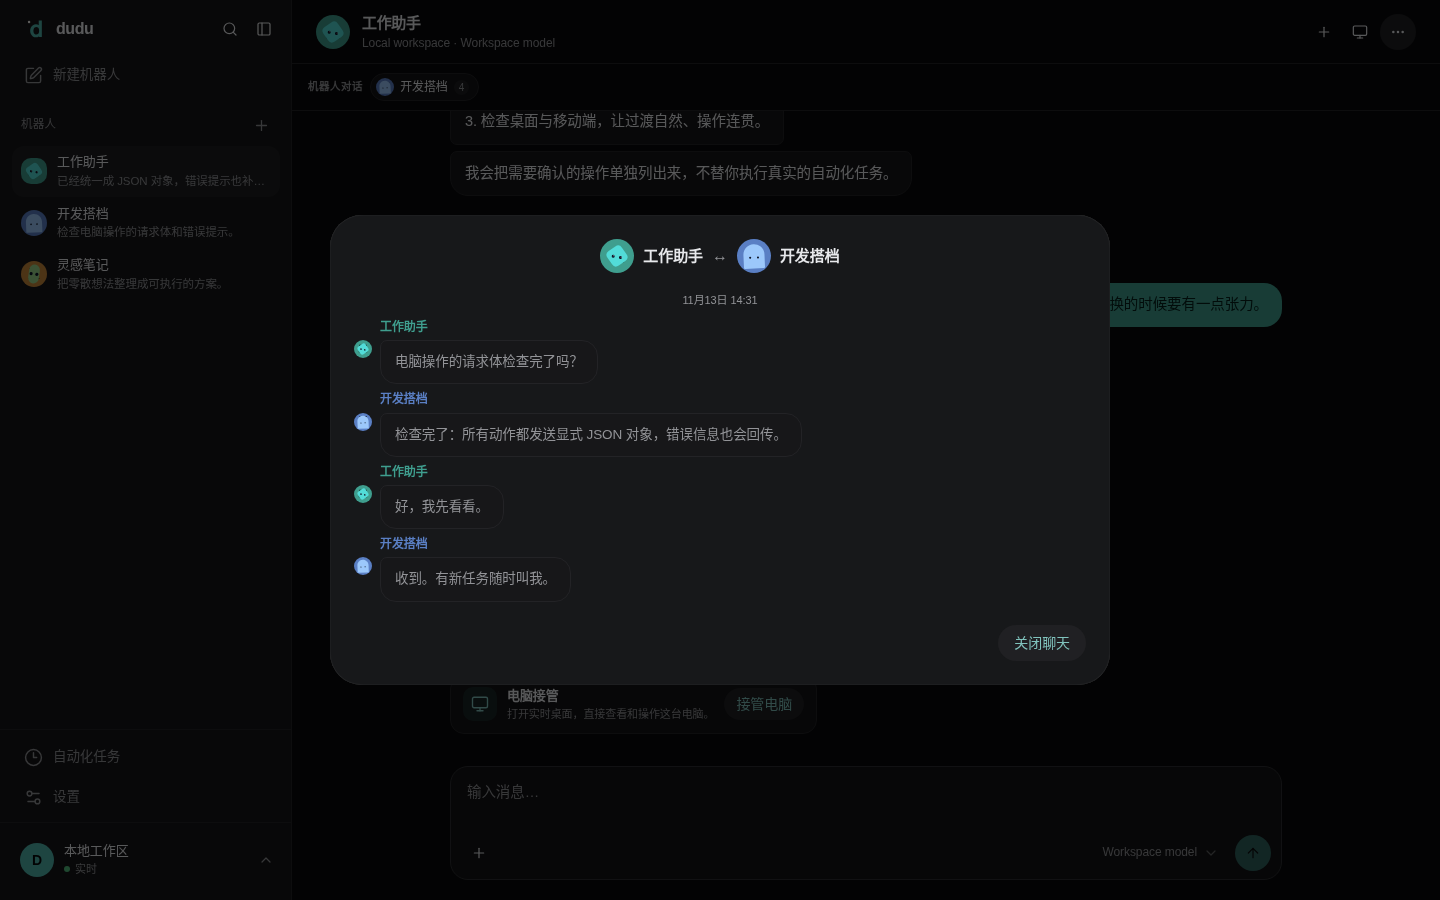 dudu
新建机器人
机器人
工作助手
已经统一成 JSON 对象，错误提示也补…
开发搭档
检查电脑操作的请求体和错误提示。
灵感笔记
把零散想法整理成可执行的方案。
自动化任务
设置
D
本地工作区
实时
工作助手
Local workspace · Workspace model
机器人对话
开发搭档
4
3. 检查桌面与移动端，让过渡自然、操作连贯。
我会把需要确认的操作单独列出来，不替你执行真实的自动化任务。
换的时候要有一点张力。
工作助手 ↔ 开发搭档
11月13日 14:31
工作助手
电脑操作的请求体检查完了吗？
开发搭档
检查完了：所有动作都发送显式 JSON 对象，错误信息也会回传。
工作助手
好，我先看看。
开发搭档
收到。有新任务随时叫我。
关闭聊天
电脑接管
打开实时桌面，直接查看和操作这台电脑。
接管电脑
输入消息…
Workspace model